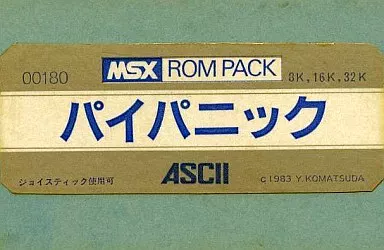 00180 MSX ROM PACK 8K,16K,32K
パイパニック
ジョイスティック使用可 ASCII c1983 Y.KOMATSUDA